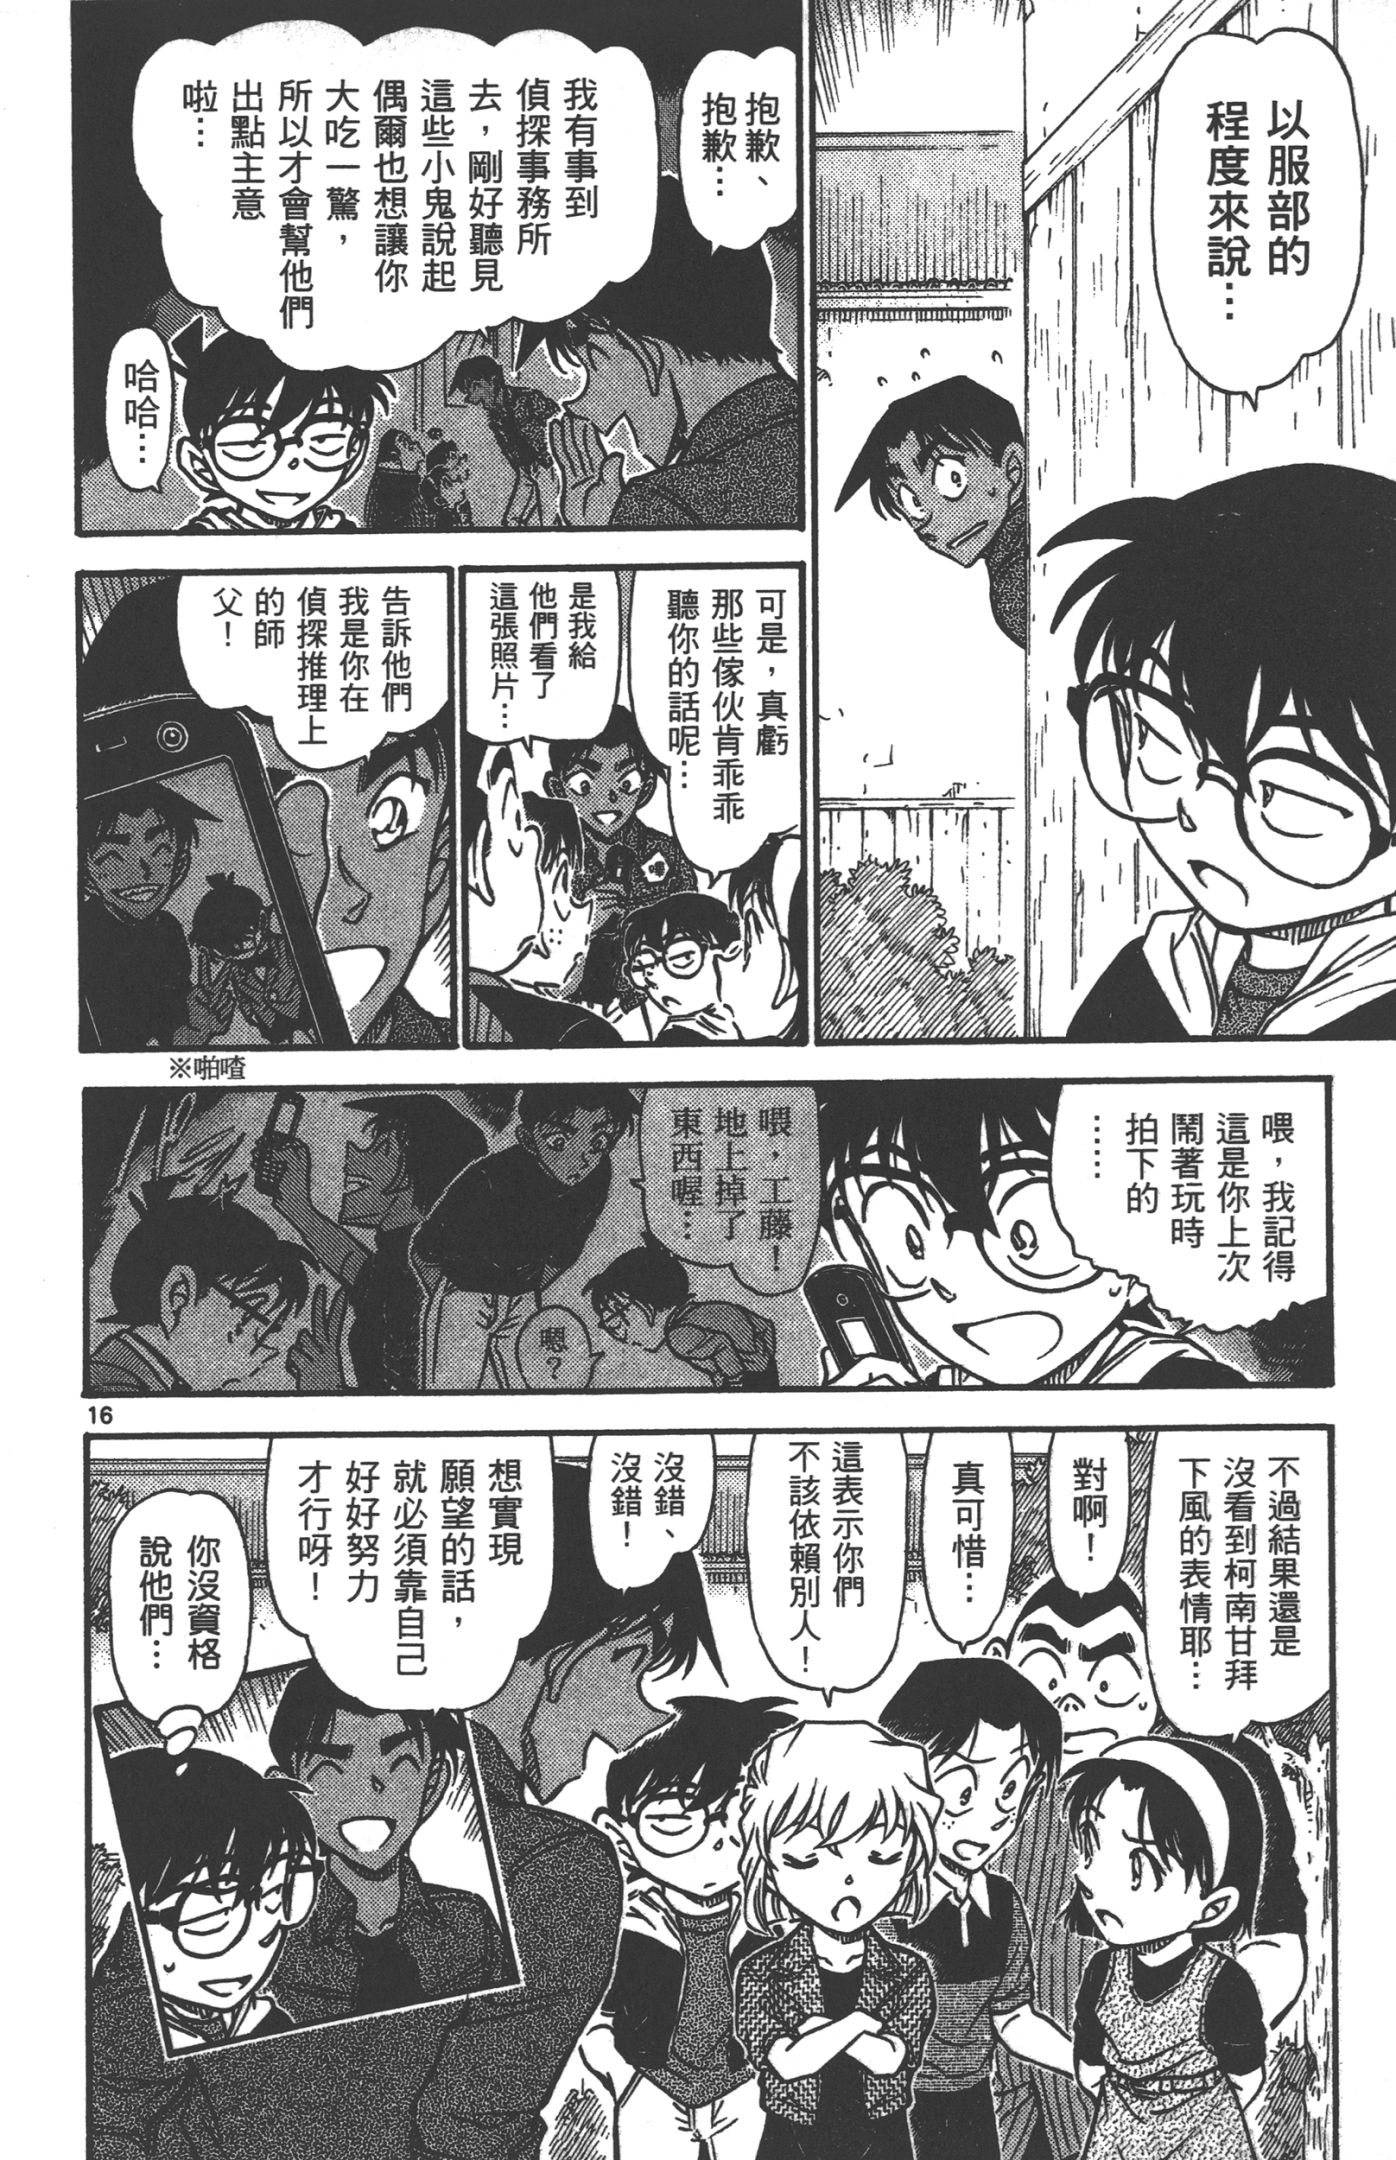 以服部的
程度來說…
抱歉、
抱歉…
我有事到
偵探事務所
去，剛好聽見
這些小鬼說起
偶爾也想讓你
大吃一驚，
所以才會幫他們
出點主意
啦…
哈哈…
可是，真虧
那些傢伙肯乖乖
聽你的話呢…
是我給
他們看了
這張照片…
嘿
告訴他們
我是你在
偵探推理上
的師
父！
※啪喳
喂，我記得
這是你上次
鬧著玩時
拍下的
……
喂．工藤！
地上掉了
東西喔…
嗯？
16
不過結果還是
沒看到柯南甘拜
下風的表情耶…
對啊！
真可惜…
這表示你們
不該依賴別人！
沒錯、
沒錯！
想實現
願望的話，
就必須靠自己
好好努力
才行呀！
你沒資格
說他們…